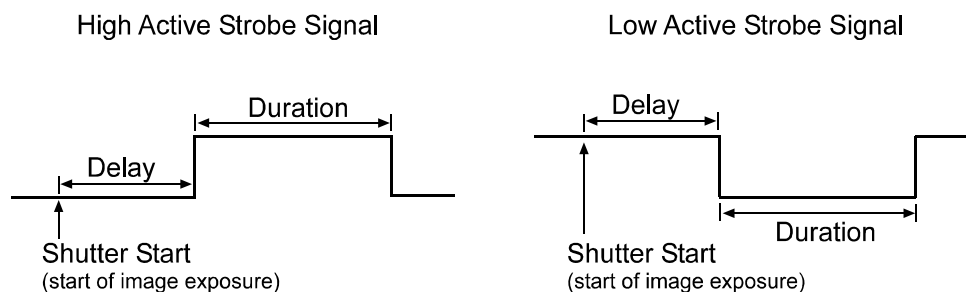 High Active Strobe Signal
Duration
Delay
Shutter Start
(start of image exposure)
Low Active Strobe Signal
Delay
Duration
Shutter Start
(start of image exposure)